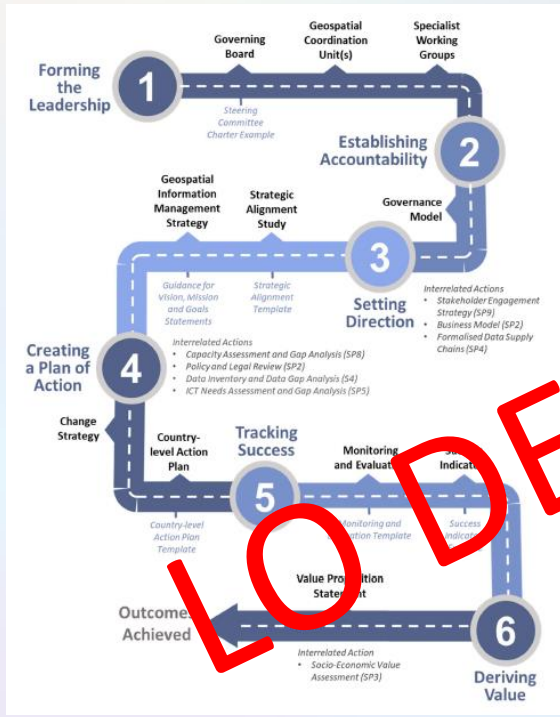 Forming
the
Leadership
1
Governing
Board
Geospatial
Coordination
Unit(s)
Specialist
Working
Groups
Steering
Committee
Charter Example
Establishing
Accountability
2
Geospatial
Information
Management
Strategy
Strategic
Alignment
Study
Governance
Model
3
Setting
Direction
Guidance for
Vision, Mission
and Goals
Statements
Strategic
Alignment
Template
Interrelated Actions
• Stakeholder Engagement
Strategy (SP9)
• Business Model (SP2)
• Formalised Data Supply
Chains (SP4)
Creating
a Plan of
Action
4
Interrelated Actions
• Capacity Assessment and Gap Analysis (SP8)
• Policy and Legal Review (SP2)
• Data Inventory and Data Gap Analysis (S4)
• ICT Needs Assessment and Gap Analysis (SP5)
Change
Strategy
Country-
level Action
Plan
Tracking
Success
5
Monitoring
and
Country-level
Action Plan
Template
Monitoring and
Template
Success
LO DE
Value
Outcomes
Achieved
6
Deriving
Value
Interrelated Action
• Socio-Economic Value
Assessment (SP3)